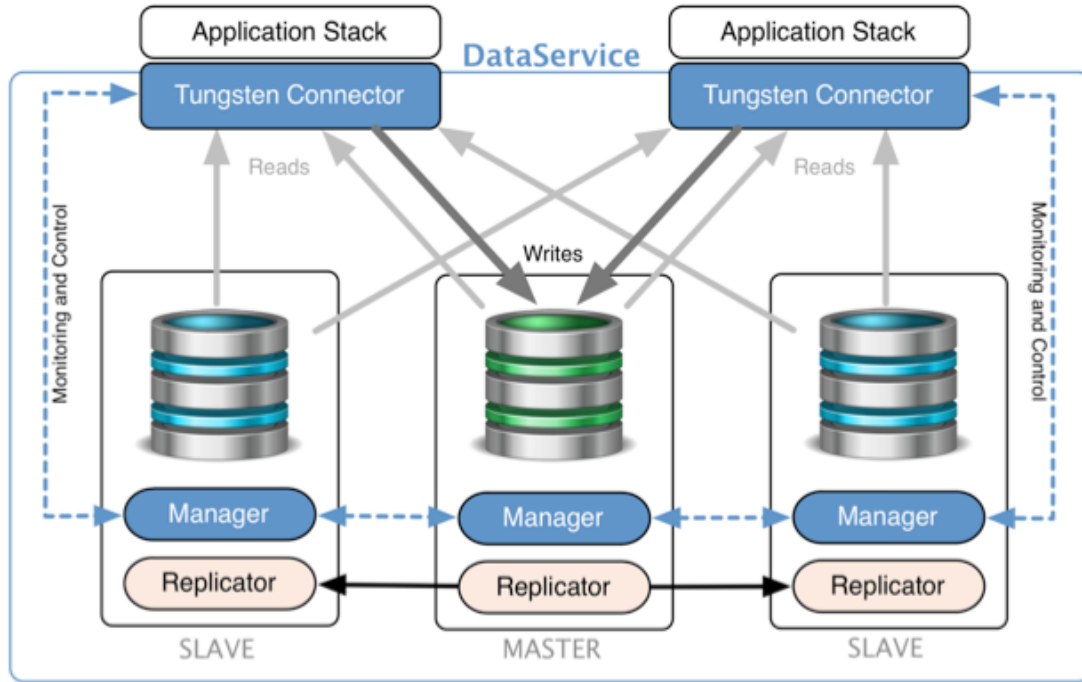 Application Stack
Application Stack
DataService
Tungsten Connector
Tungsten Connector
Reads
Reads
Monitoring and Control
Writes
Monitoring and Control
Manager
Manager
Manager
Replicator
Replicator
Replicator
SLAVE
MASTER
SLAVE